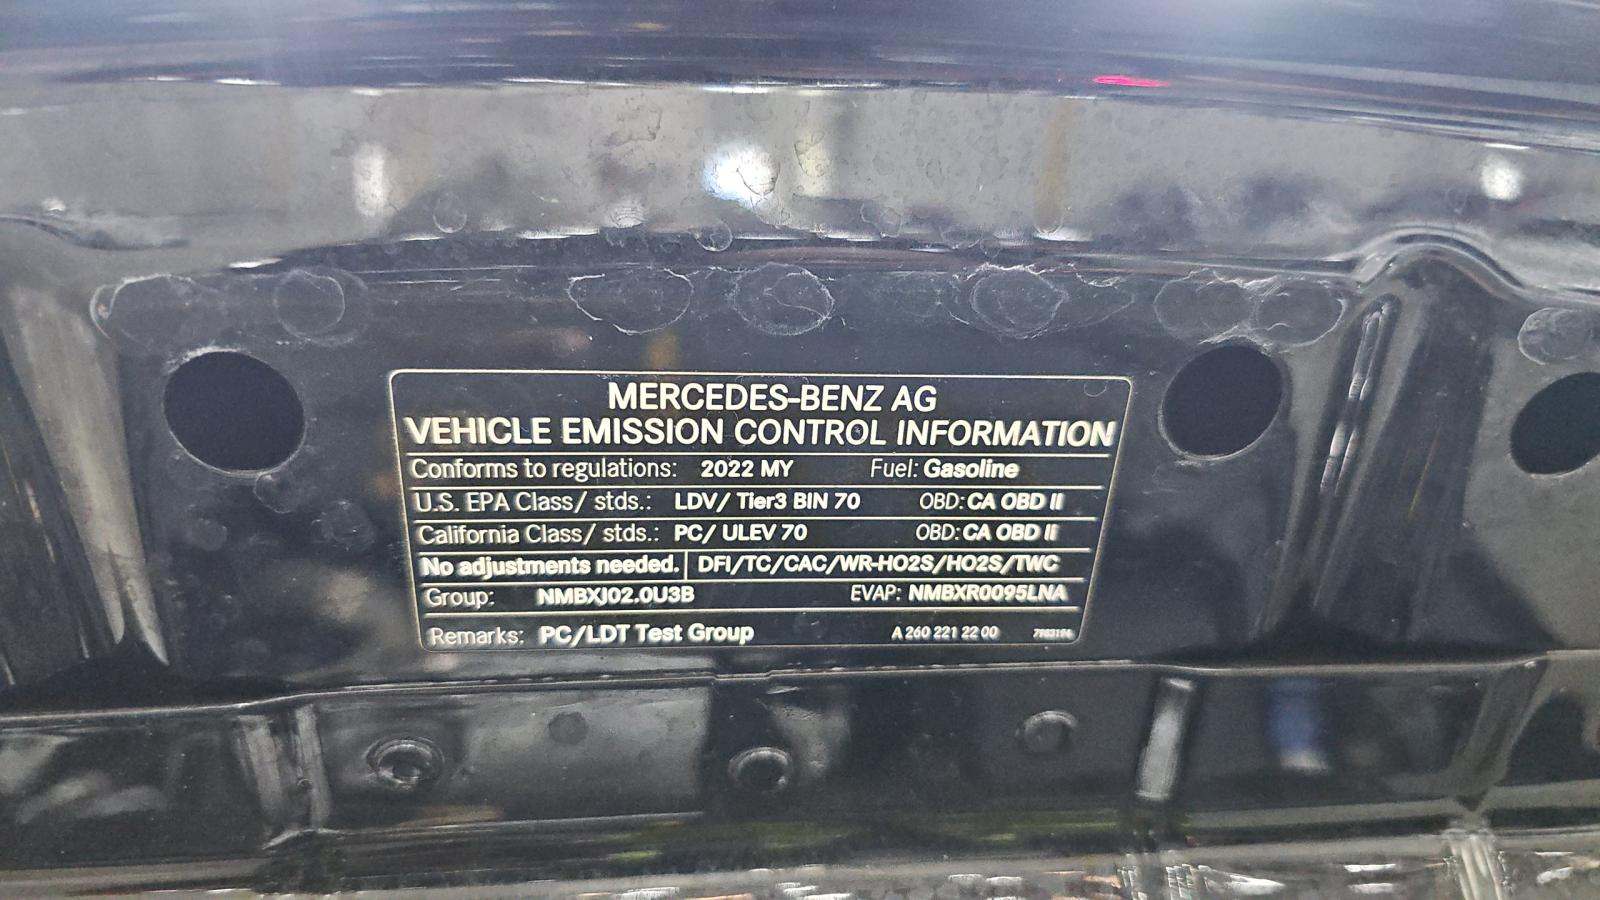 MERCEDES-BENZ AG
VEHICLE EMISSION CONTROL INFORMATION
Conforms to regulations: 2022 MY Fuel: Gasoline
U.S. EPA Class/ stds.: LDV/ Tier3 BIN 70 OBD: CA OBD II
California Class/ stds.: PC/ ULEV 70 OBD: CA OBD II
No adjustments needed. DFI/TC/CAC/WR-HO2S/HO2S/TWC
Group: NMBXJ02.0U3B EVAP: NMBXR0095LNA
Remarks: PC/LDT Test Group A 260 221 22 00